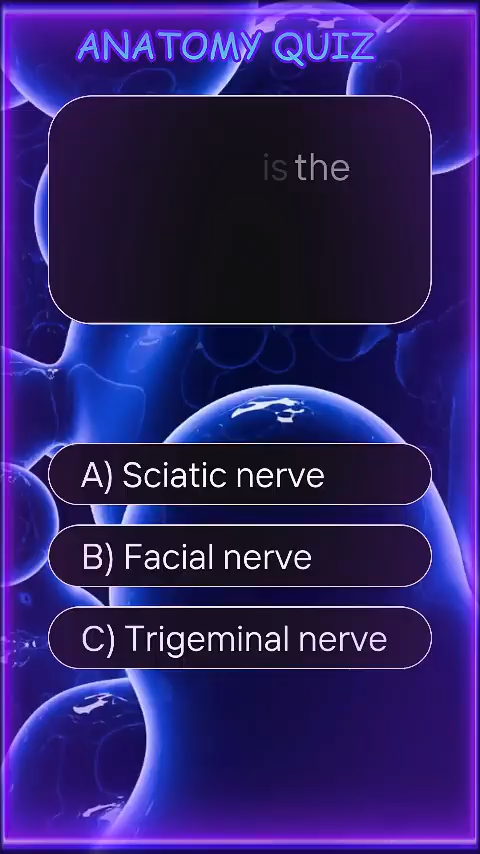 ANATOMY QUIZ
is the
A) Sciatic nerve
B) Facial nerve
C) Trigeminal nerve